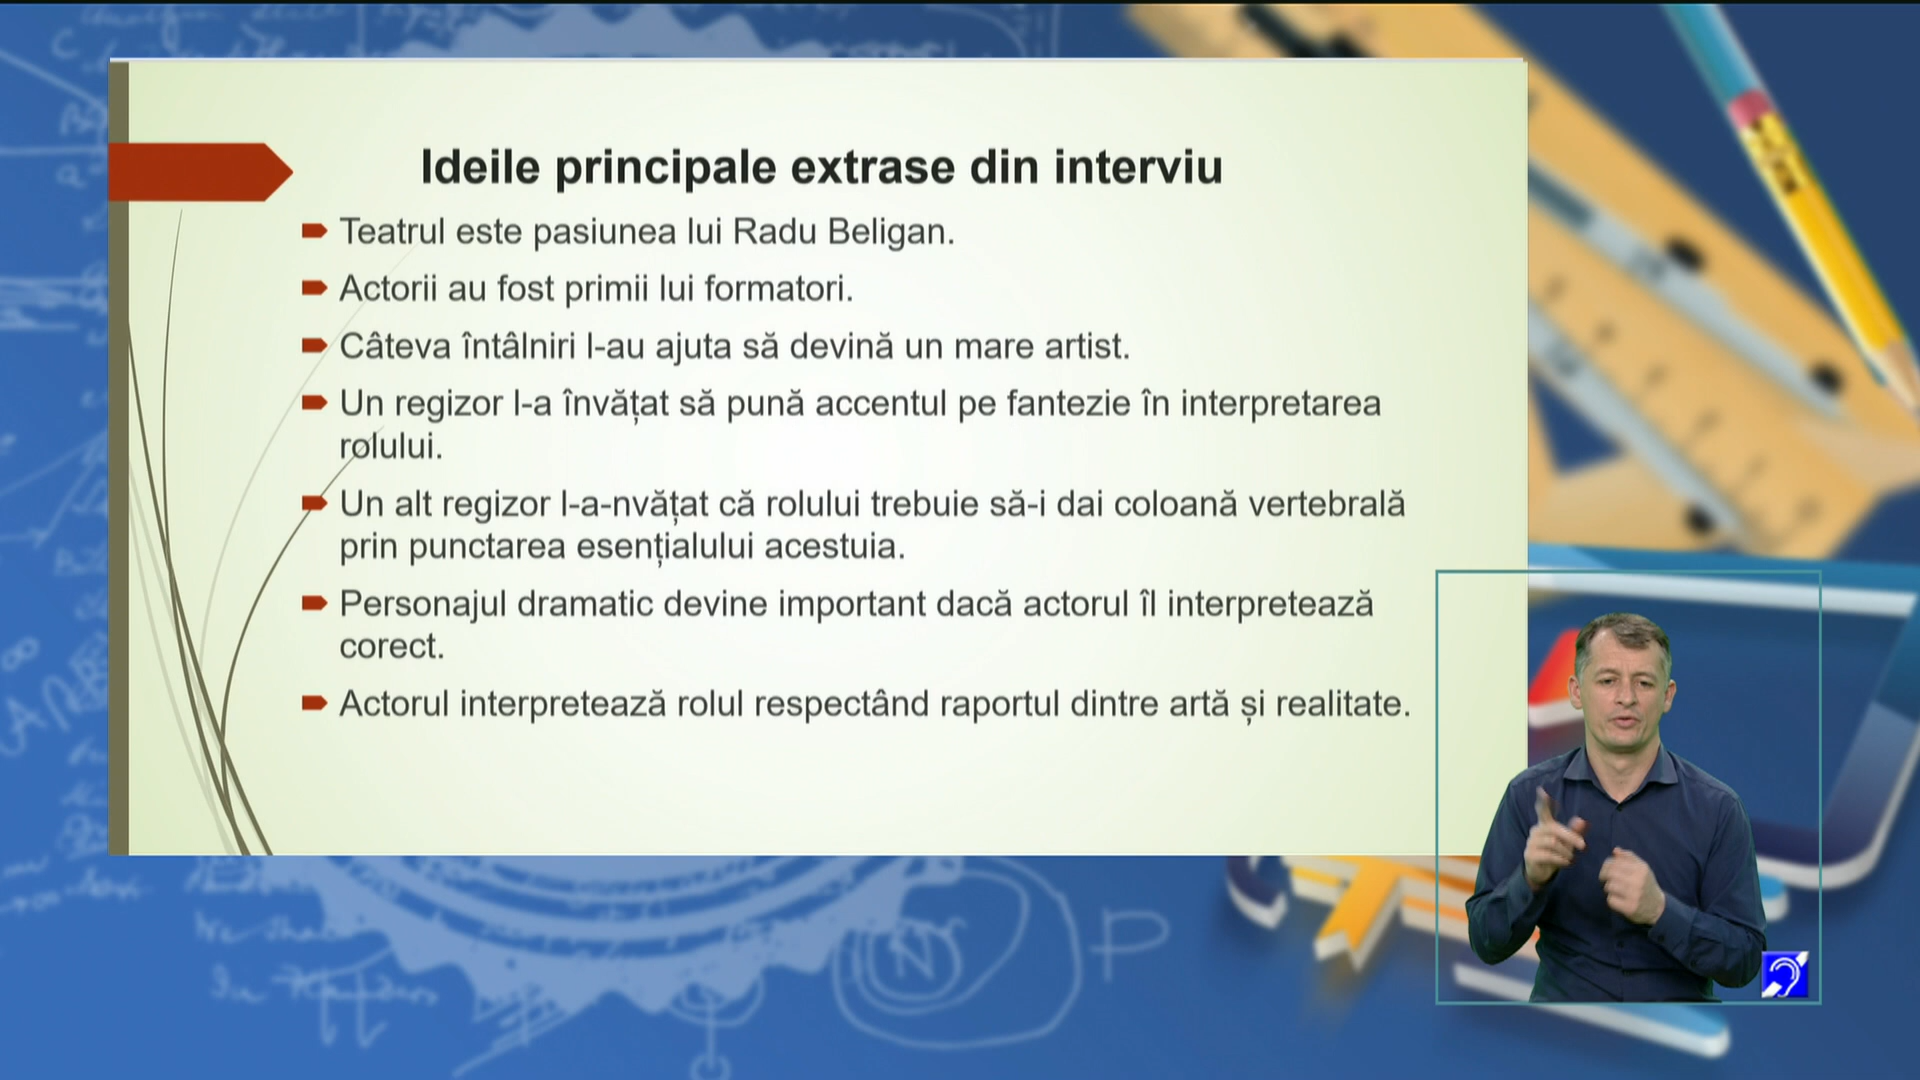 Ideile principale extrase din interviu
Teatrul este pasiunea lui Radu Beligan.
Actorii au fost primii lui formatori.
Câteva întâlniri l-au ajuta să devină un mare artist.
Un regizor l-a învățat să pună accentul pe fantezie în interpretarea
rolului.
Un alt regizor l-a-nvățat că rolului trebuie să-i dai coloană vertebrală
prin punctarea esențialului acestuia.
Personajul dramatic devine important dacă actorul îl interpretează
corect.
Actorul interpretează rolul respectând raportul dintre artă și realitate.
N
P